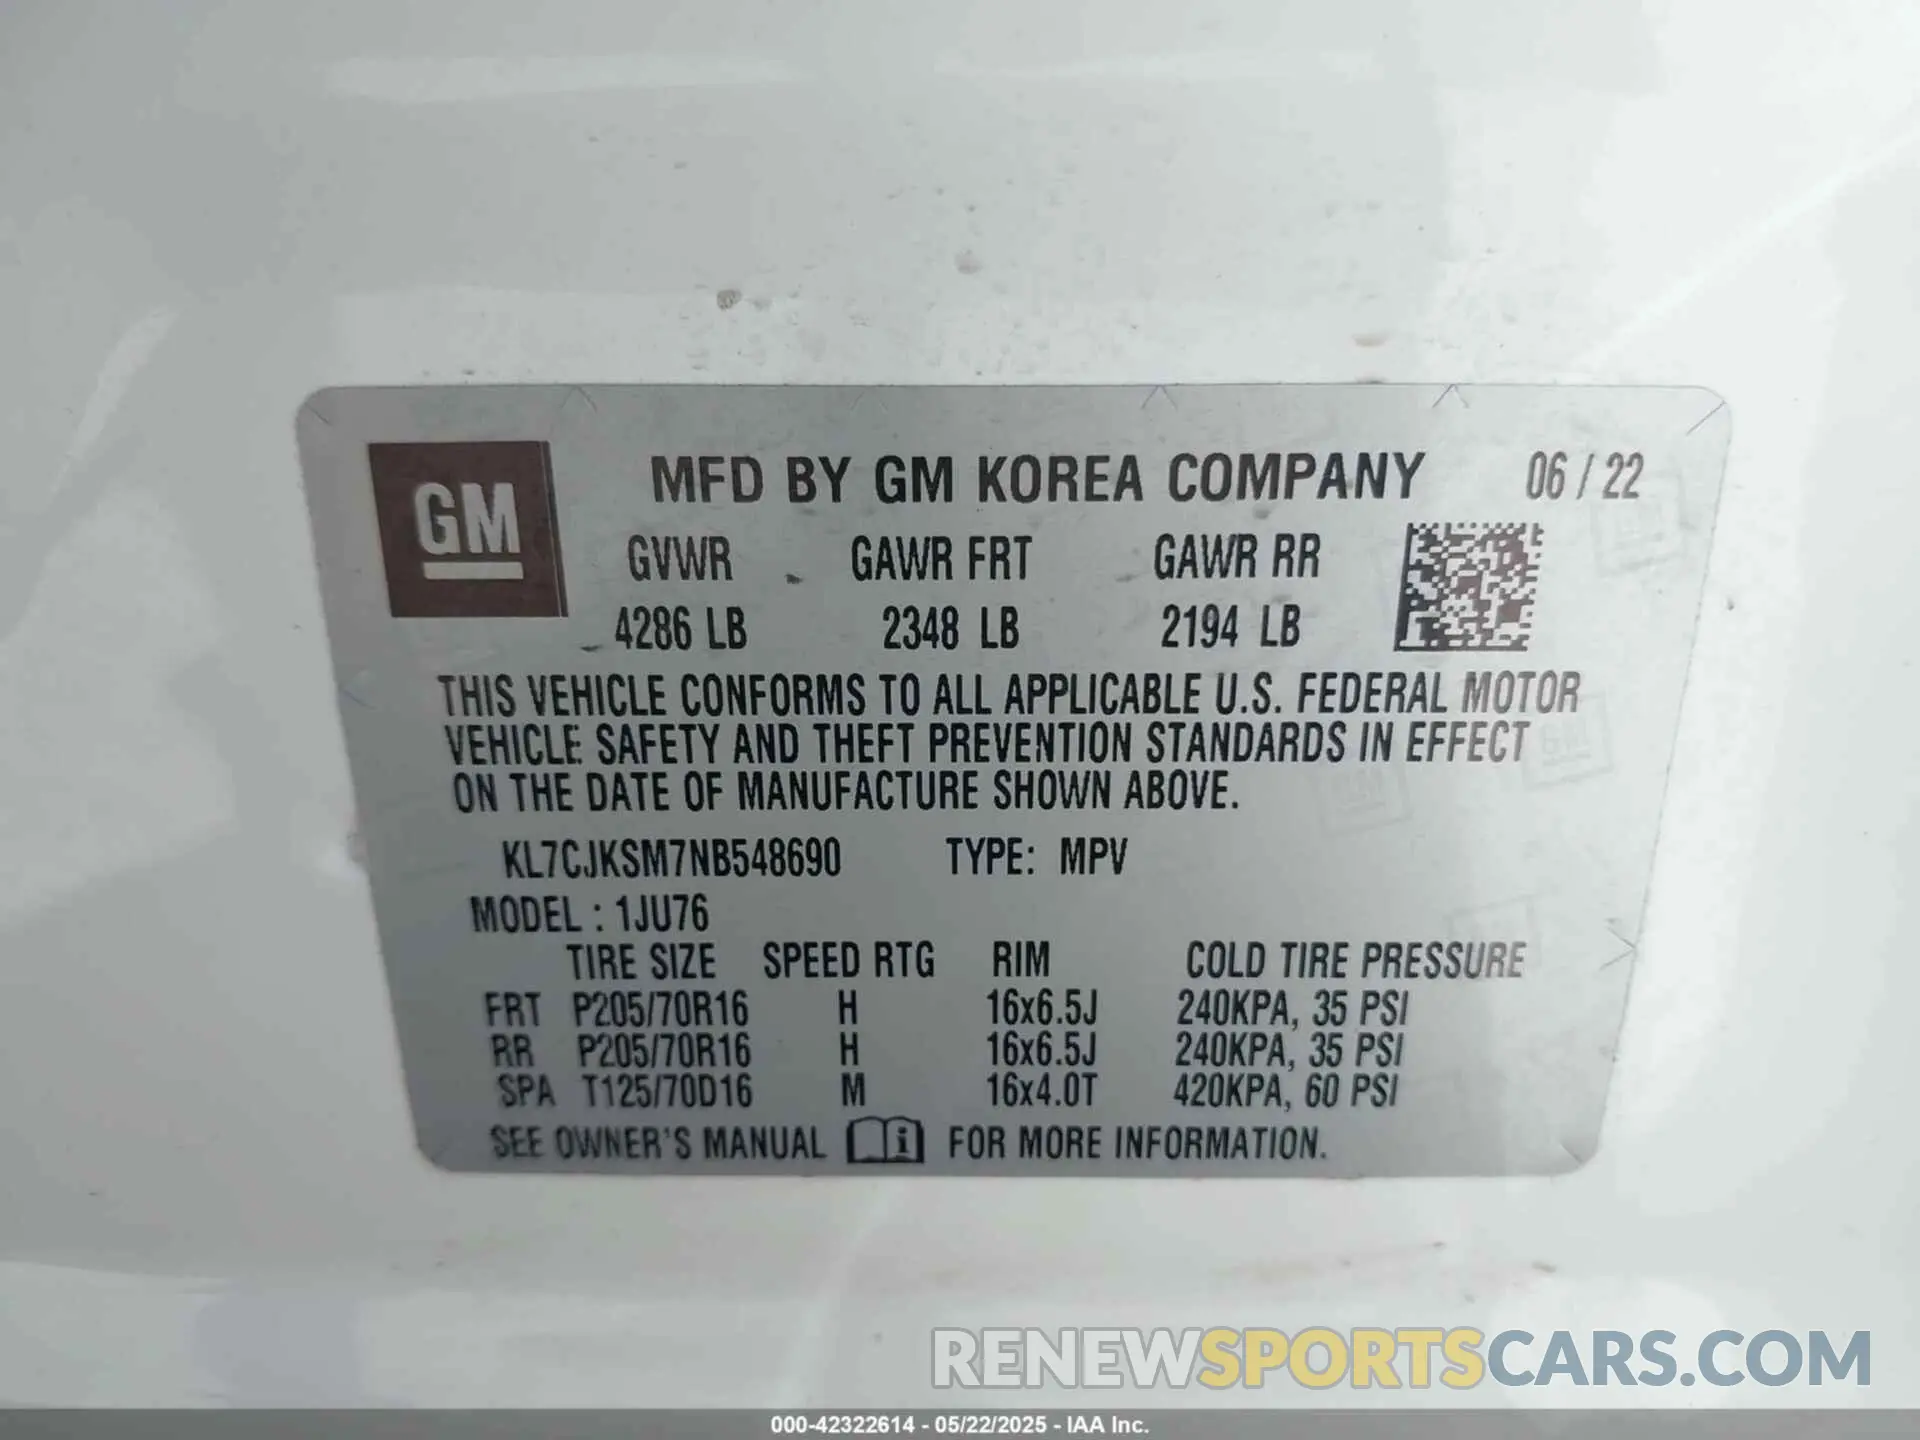 GM
MFD BY GM KOREA COMPANY 06 / 22
GVWR GAWR FRT GAWR RR
4286 LB 2348 LB 2194 LB
THIS VEHICLE CONFORMS TO ALL APPLICABLE U.S. FEDERAL MOTOR
VEHICLE SAFETY AND THEFT PREVENTION STANDARDS IN EFFECT
ON THE DATE OF MANUFACTURE SHOWN ABOVE.
KL7CJKSM7NB548690 TYPE: MPV
MODEL : 1JU76
TIRE SIZE SPEED RTG RIM COLD TIRE PRESSURE
FRT P205/70R16 H 16x6.5J 240KPA, 35 PSI
RR P205/70R16 H 16x6.5J 240KPA, 35 PSI
SPA T125/70D16 M 16x4.0T 420KPA, 60 PSI
SEE OWNER'S MANUAL i FOR MORE INFORMATION.
RENEWSPORTSCARS.COM
000-42322614 - 05/22/2025 - IAA Inc.